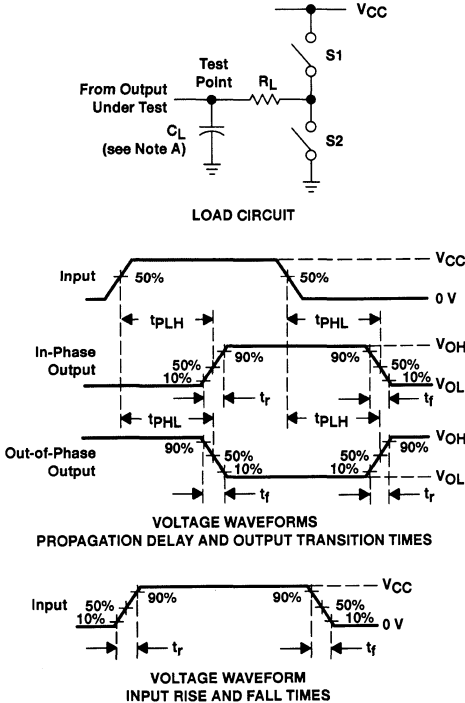 VCC
S1
Test
Point
RL
From Output
Under Test
CL
(see Note A)
S2
LOAD CIRCUIT
VCC
Input
50%
50%
0 V
tPLH
tPHL
VOH
In-Phase
Output
90%
90%
50%
50%
10%
10%
VOL
tr
tf
tPHL
tPLH
VOH
Out-of-Phase
Output
90%
90%
50%
50%
10%
10%
VOL
tf
tr
VOLTAGE WAVEFORMS
PROPAGATION DELAY AND OUTPUT TRANSITION TIMES
VCC
Input
90%
90%
50%
50%
10%
10%
0 V
tr
tf
VOLTAGE WAVEFORM
INPUT RISE AND FALL TIMES